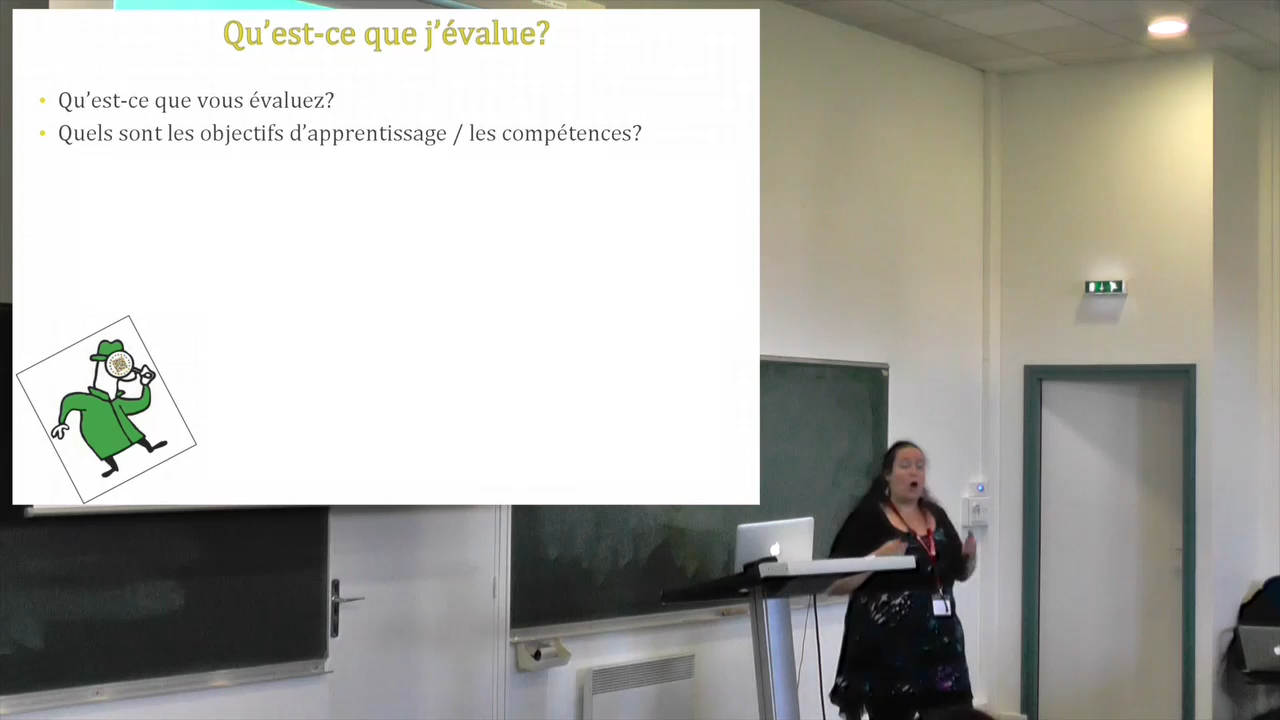 Qu’est-ce que j’évalue?
• Qu’est-ce que vous évaluez?
• Quels sont les objectifs d’apprentissage / les compétences?